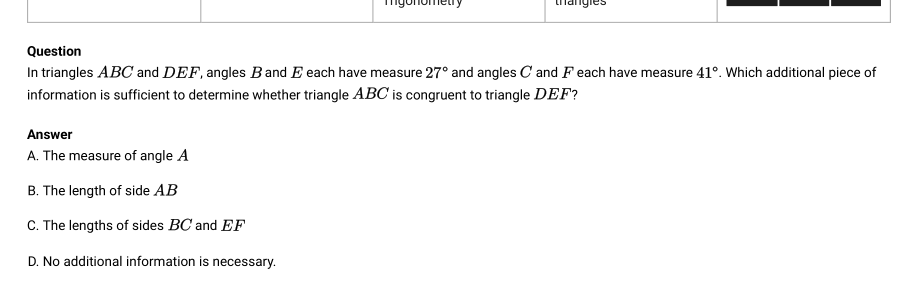 Trigonometry triangles
Question
In triangles ABC and DEF, angles B and E each have measure 27° and angles C and F each have measure 41°. Which additional piece of
information is sufficient to determine whether triangle ABC is congruent to triangle DEF?
Answer
A. The measure of angle A
B. The length of side AB
C. The lengths of sides BC and EF
D. No additional information is necessary.